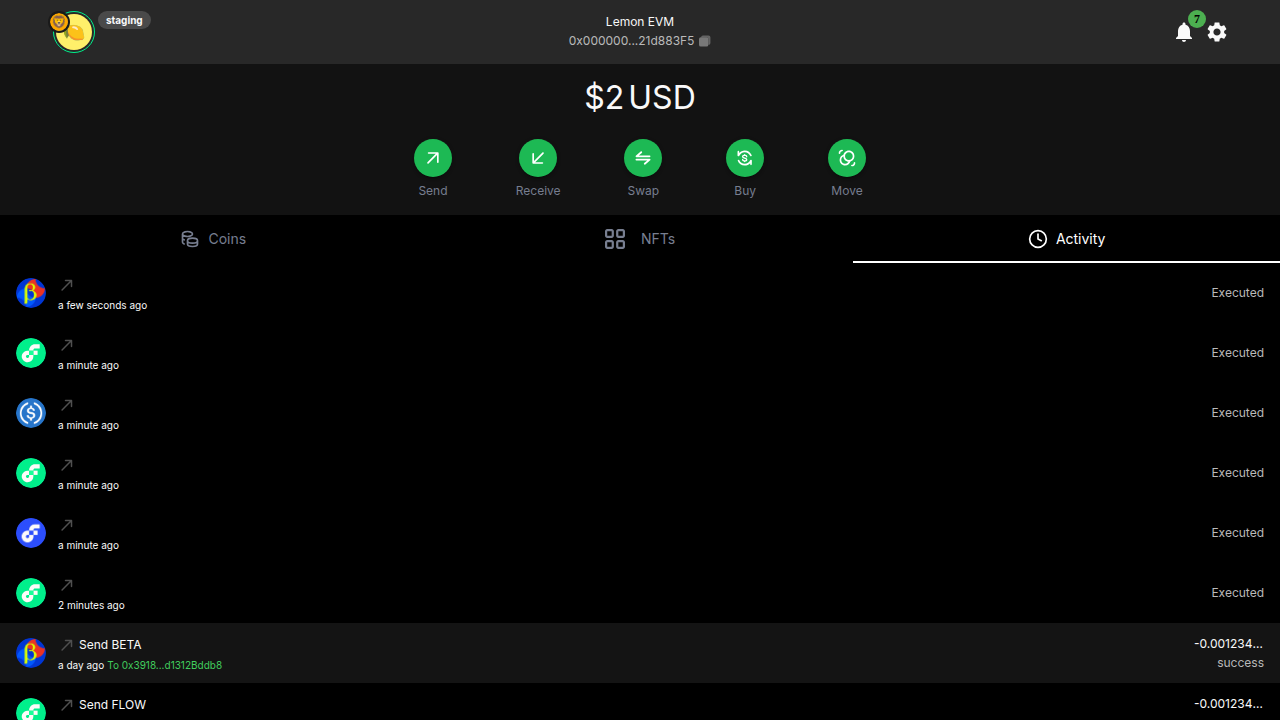 staging
Lemon EVM
0x000000...21d883F5
7
$2 USD
Send
Receive
Swap
Buy
Move
Coins
NFTs
Activity
a few seconds ago
Executed
a minute ago
Executed
a minute ago
Executed
a minute ago
Executed
a minute ago
Executed
2 minutes ago
Executed
Send BETA
-0.001234...
a day ago To 0x3918...d1312Bddb8
success
Send FLOW
-0.001234...